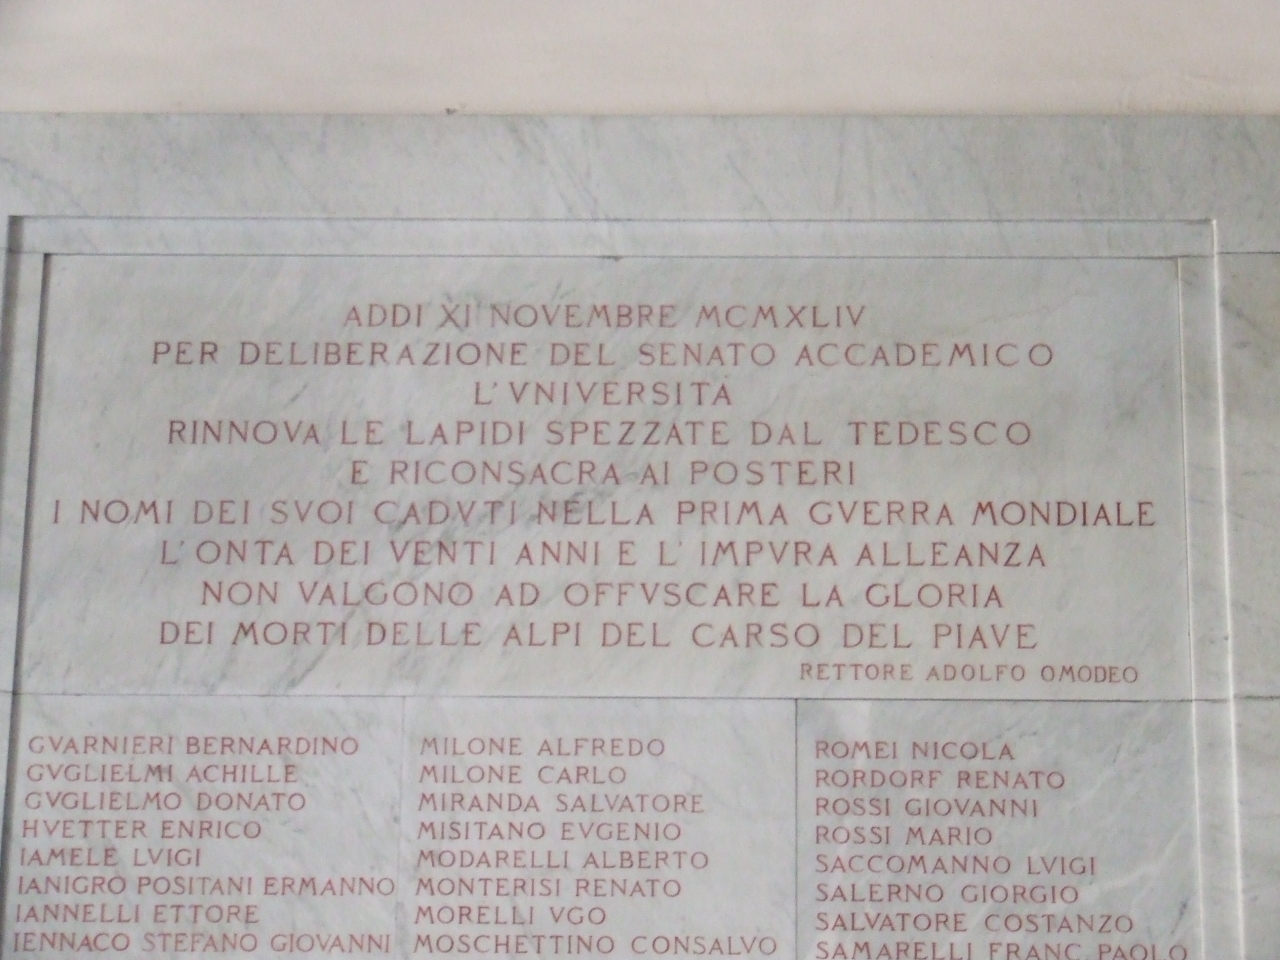 ADDI XI NOVEMBRE MCMXLIV
PER DELIBERAZIONE DEL SENATO ACCADEMICO
L'VNIVERSITÀ
RINNOVA LE LAPIDI SPEZZATE DAL TEDESCO
E RICONSACRA AI POSTERI
I NOMI DEI SVOI CADVTI NELLA PRIMA GVERRA MONDIALE
L'ONTA DEI VENTI ANNI E L'IMPVRA ALLEANZA
NON VALGONO AD OFFVSCARE LA GLORIA
DEI MORTI DELLE ALPI DEL CARSO DEL PIAVE
RETTORE ADOLFO OMODEO
GVARNIERI BERNARDINO
GVGLIELMI ACHILLE
GVGLIELMO DONATO
HVETTER ENRICO
IAMELE LVIGI
IANIGRO POSITANI ERMANNO
IANNELLI ETTORE
IENNACO STEFANO GIOVANNI
MILONE ALFREDO
MILONE CARLO
MIRANDA SALVATORE
MISITANO EVGENIO
MODARELLI ALBERTO
MONTERISI RENATO
MORELLI VGO
MOSCHETTINO CONSALVO
ROMEI NICOLA
RORDORF RENATO
ROSSI GIOVANNI
ROSSI MARIO
SACCOMANNO LVIGI
SALERNO GIORGIO
SALVATORE COSTANZO
SAMARELLI FRANC. PAOLO